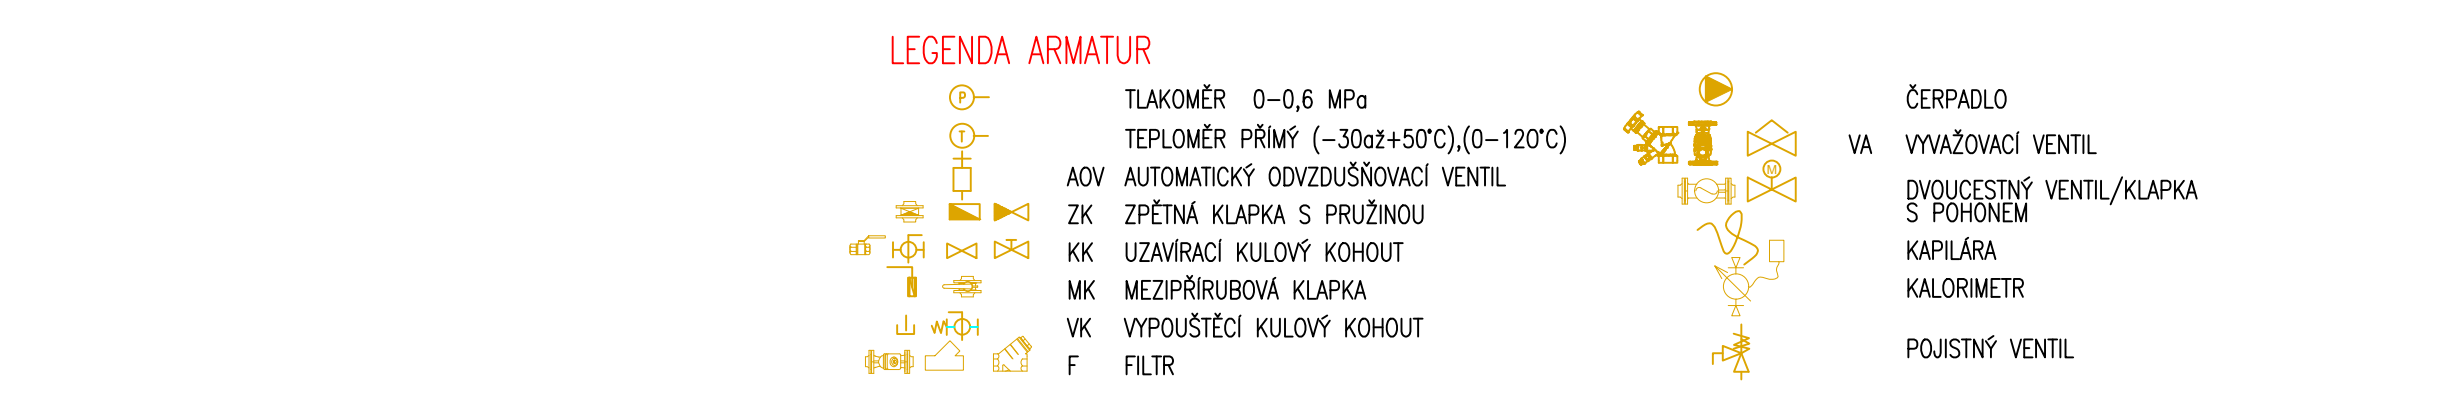 LEGENDA ARMATUR
P TLAKOMĚR 0-0,6 MPa
T TEPLOMĚR PŘÍMÝ (-30až+50°C),(0-120°C)
AOV AUTOMATICKÝ ODVZDUŠŇOVACÍ VENTIL
ZK ZPĚTNÁ KLAPKA S PRUŽINOU
KK UZAVÍRACÍ KULOVÝ KOHOUT
MK MEZIPŘÍRUBOVÁ KLAPKA
VK VYPOUŠTĚCÍ KULOVÝ KOHOUT
F FILTR
ČERPADLO
VA VYVAŽOVACÍ VENTIL
M DVOUCESTNÝ VENTIL/KLAPKA
S POHONEM
KAPILÁRA
KALORIMETR
POJISTNÝ VENTIL